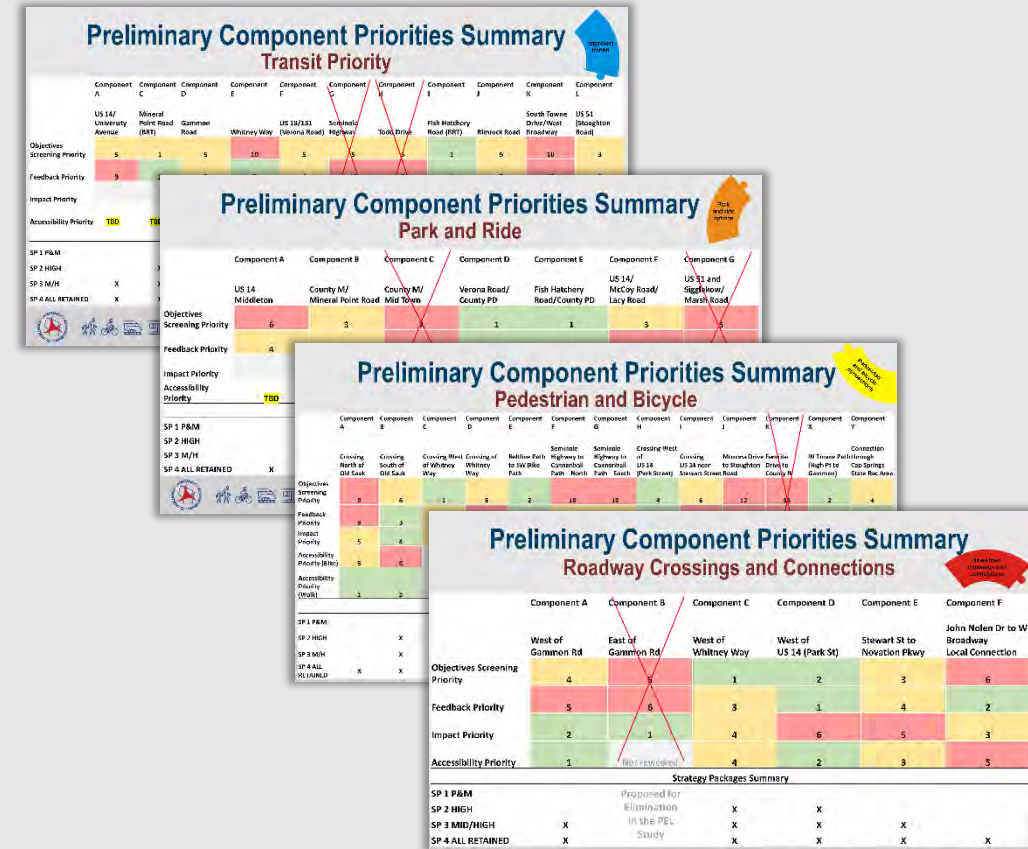 Preliminary Component Priorities Summary
Transit Priority
Improved transit
Component A Component C Component D Component E Component F Component G Component H Component I Component J Component K Component L
US 14/ University Avenue Mineral Point Road (BRT) Gammon Road Whitney Way US 18/151 (Verona Road) Seminole Highway Todd Drive Fish Hatchery Road (BRT) Rimrock Road South Towne Drive/West Broadway US 51 (Stoughton Road)
Objectives Screening Priority 5 1 5 10 5 5 1 5 10 3
Feedback Priority 9
Impact Priority
Accessibility Priority TBD
SP 1 P&M
SP 2 HIGH
SP 3 M/H X
SP 4 ALL RETAINED X
Preliminary Component Priorities Summary
Park and Ride
Park and ride options
Component A Component B Component C Component D Component E Component F Component G
US 14 Middleton County M/ Mineral Point Road County M/ Mid Town Verona Road/ County PD Fish Hatchery Road/County PD US 14/ McCoy Road/ Lacy Road US 51 and Siggelkow/ Marsh Road
Objectives Screening Priority 6 3 1 1 3 5
Feedback Priority 4
Impact Priority
Accessibility Priority TBD
SP 1 P&M
SP 2 HIGH
SP 3 M/H
SP 4 ALL RETAINED X
Preliminary Component Priorities Summary
Pedestrian and Bicycle
Pedestrian and bicycle connections
Component A Component B Component C Component D Component E Component F Component G Component I Component J Component K Component X Component Y
Crossing North of Old Sauk Crossing South of Old Sauk Crossing West of Whitney Way Crossing of Whitney Way Beltline Path to SW Bike Path Seminole Highway to Cannonball Path - North Seminole Highway to Cannonball Path - South Crossing West of US 14 (Park Street) Crossing US 14 near Stewart Street Monona Drive to Stoughton Road Drive to County Connection through Cap Springs State Rec Area
Objectives Screening Priority 6 1 5 2 10 10 4 6 12 2 4
Feedback Priority 9 3
Impact Priority 5 4
Accessibility Priority (Bike) 5
Accessibility Priority (Walk) 1 2
SP 1 P&M
SP 2 HIGH X
SP 3 M/H X
SP 4 ALL RETAINED X X
Preliminary Component Priorities Summary
Roadway Crossings and Connections
Component A Component B Component C Component D Component E Component F
West of Gammon Rd East of Gammon Rd West of Whitney Way West of US 14 (Park St) Stewart St to Novation Pkwy John Nolen Dr to W Broadway Local Connection
Objectives Screening Priority 4 5 1 2 3 6
Feedback Priority 5 6 3 1 4 2
Impact Priority 2 1 4 6 5 3
Accessibility Priority 1 Not reviewed 4 2 3 5
Strategy Packages Summary
SP 1 P&M Proposed for
SP 2 HIGH Elimination X X
SP 3 MID/HIGH X in the PEL X X X
SP 4 ALL RETAINED X Study X X X X